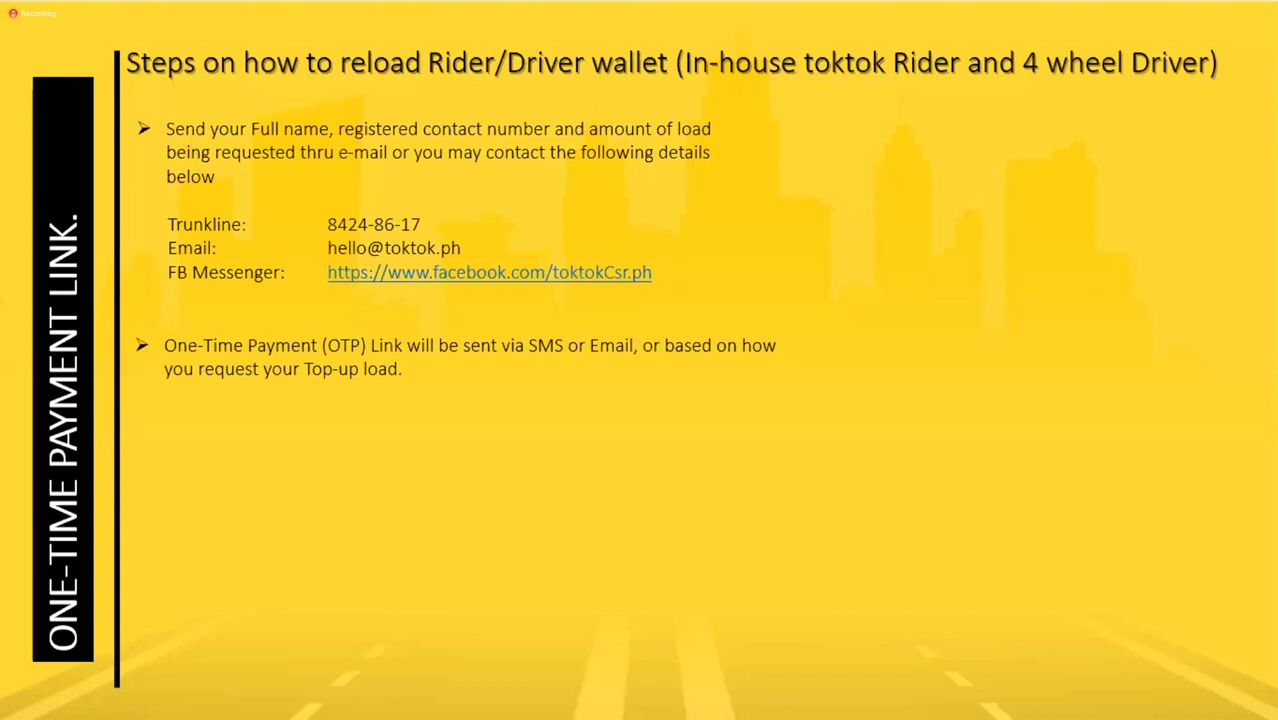 Recording
Steps on how to reload Rider/Driver wallet (In-house toktok Rider and 4 wheel Driver)
ONE-TIME PAYMENT LINK.
➢ Send your Full name, registered contact number and amount of load
being requested thru e-mail or you may contact the following details
below
Trunkline: 8424-86-17
Email: hello@toktok.ph
FB Messenger: https://www.facebook.com/toktokCsr.ph
➢ One-Time Payment (OTP) Link will be sent via SMS or Email, or based on how
you request your Top-up load.